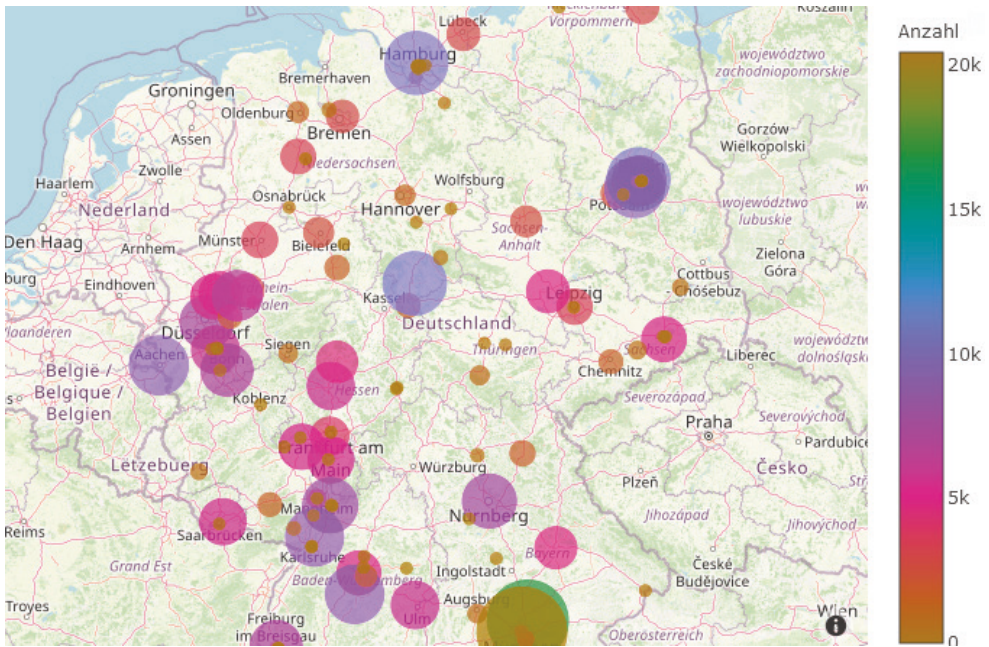 Vorpommern
Lübeck
Hamburg
województwo
zachodniopomorskie
Bremerhaven
Groningen
Oldenburg
Bremen
Assen
Gorzów
Wielkopolski
Zwolle
Niedersachsen
Haarlem
Wolfsburg
Osnabrück
Nederland
Hannover
województwo
lubuskie
Den Haag
Arnhem
Münster
Bielefeld
Sachsen-
Anhalt
Zielona
Góra
burg
Eindhoven
Kassel
Leipzig
Cottbus
- Chóśebuz
Deutschland
Düsseldorf
Siegen
Thüringen
Sachsen
Liberec
województwo
dolnośląskie
Aachen
België /
Belgique /
Belgien
Chemnitz
Hessen
Severozápad
Koblenz
Praha
Severovýchod
Pardubice
Frankfurt am
Main
Lëtzebuerg
Würzburg
Česko
Plzeň
Mannheim
Nürnberg
Jihozápad
Jihovýchod
Reims
Saarbrücken
Karlsruhe
Bayern
Grand Est
Ingolstadt
České
Budějovice
Troyes
Augsburg
Ulm
Wien
Freiburg
im Breisgau
Oberösterreich
Anzahl
20k
15k
10k
5k
0